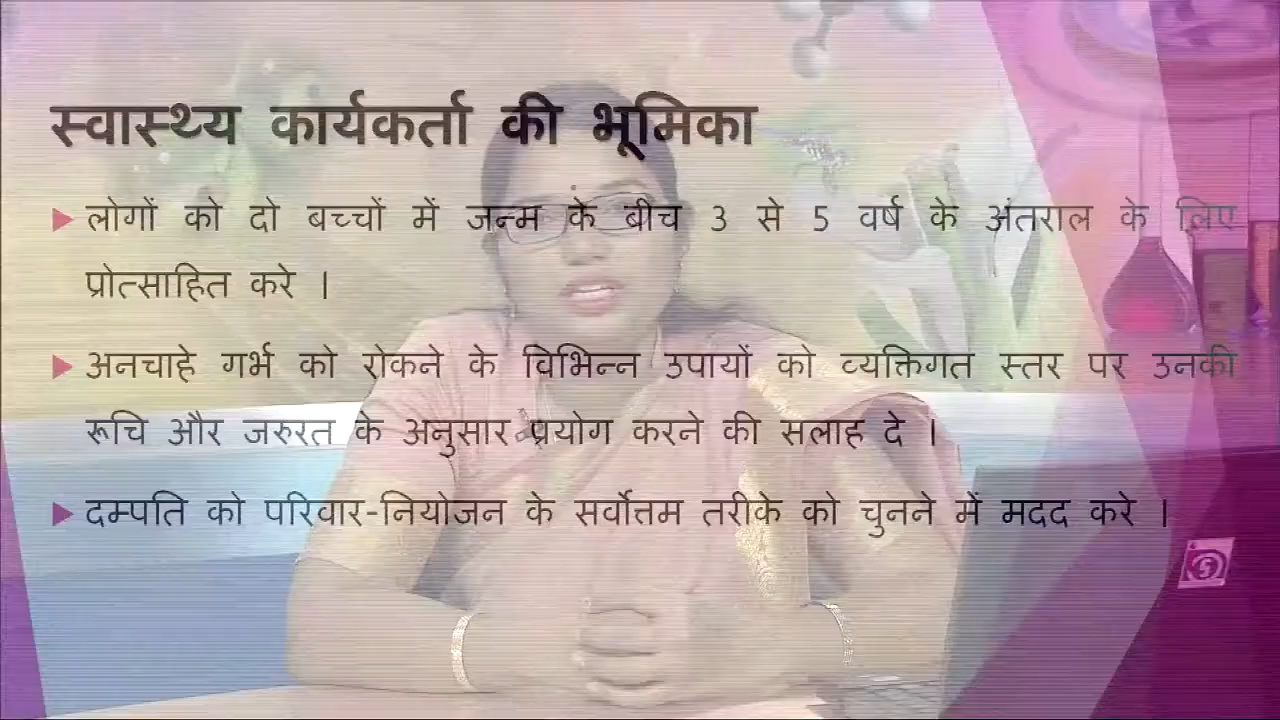 स्वास्थ्य कार्यकर्ता की भूमिका
लोगों को दो बच्चों में जन्म के बीच 3 से 5 वर्ष के अंतराल के लिए
प्रोत्साहित करे ।
अनचाहे गर्भ को रोकने के विभिन्न उपायों को व्यक्तिगत स्तर पर उनकी
रूचि और जरुरत के अनुसार प्रयोग करने की सलाह दे ।
दम्पति को परिवार-नियोजन के सर्वोत्तम तरीके को चुनने में मदद करे ।